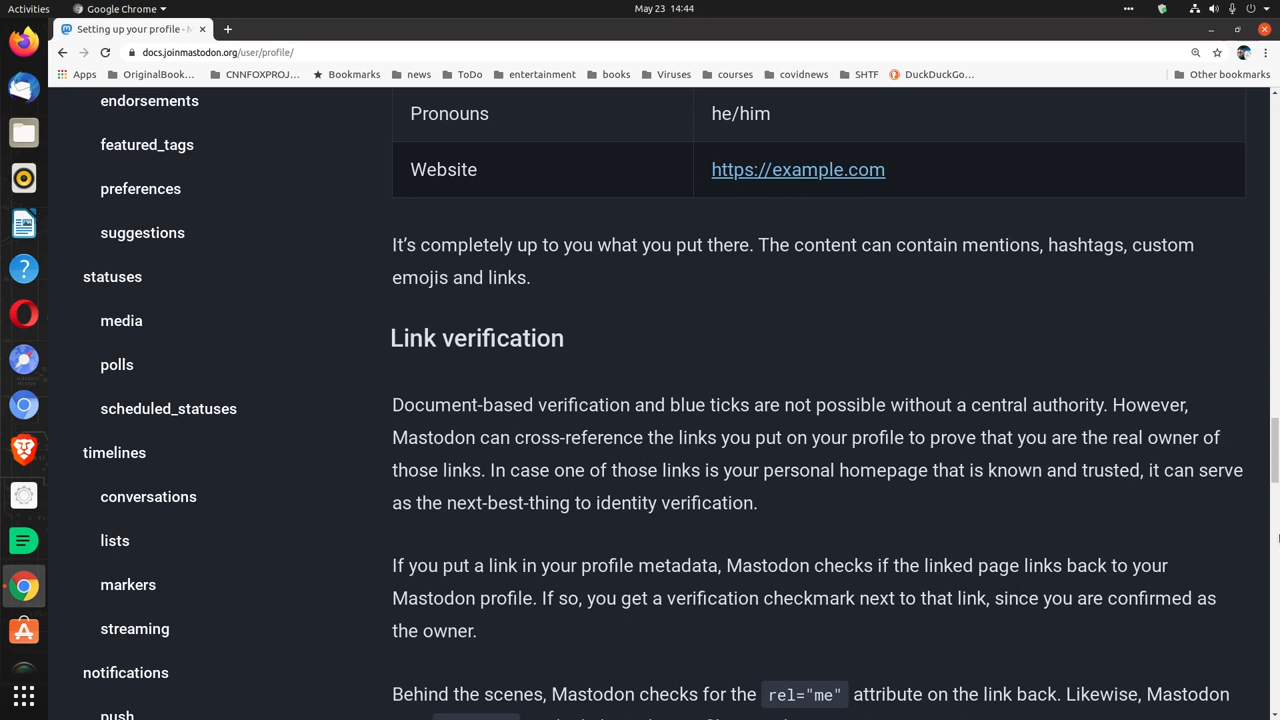 Activities
Google Chrome
May 23 14:44
Setting up your profile - M
docs.joinmastodon.org/user/profile/
Apps
OriginalBook...
CNNFOXPROJ...
Bookmarks
news
ToDo
entertainment
books
Viruses
courses
covidnews
SHTF
DuckDuckGo...
Other bookmarks
endorsements
featured_tags
preferences
suggestions
statuses
media
polls
scheduled_statuses
timelines
conversations
lists
markers
streaming
notifications
push
Pronouns he/him
Website https://example.com
It’s completely up to you what you put there. The content can contain mentions, hashtags, custom
emojis and links.
Link verification
Document-based verification and blue ticks are not possible without a central authority. However,
Mastodon can cross-reference the links you put on your profile to prove that you are the real owner of
those links. In case one of those links is your personal homepage that is known and trusted, it can serve
as the next-best-thing to identity verification.
If you put a link in your profile metadata, Mastodon checks if the linked page links back to your
Mastodon profile. If so, you get a verification checkmark next to that link, since you are confirmed as
the owner.
Behind the scenes, Mastodon checks for the rel="me" attribute on the link back. Likewise, Mastodon